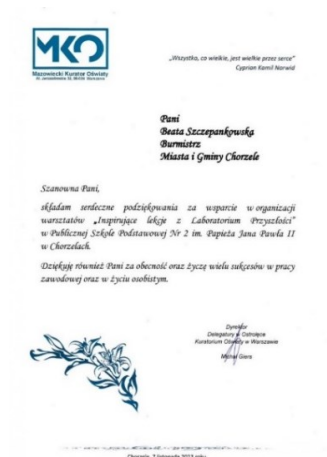 MKO
Mazowiecki Kurator Oświaty
„Wszystko, co wielkie, jest wielkie przez serce"
Cyprian Kamil Norwid
Pani
Beata Szczepankowska
Burmistrz
Miasta i Gminy Chorzele
Szanowna Pani,
składam serdeczne podziękowania za wsparcie w organizacji
warsztatów „Inspirujące lekcje z Laboratorium Przyszłości"
w Publicznej Szkole Podstawowej Nr 2 im. Papieża Jana Pawła II
w Chorzelach.
Dziękuję również Pani za obecność oraz życzę wielu sukcesów w pracy
zawodowej oraz w życiu osobistym.
Dyrektor
Delegatury w Ostrołęce
Kuratorium Oświaty w Warszawie
Michał Giers